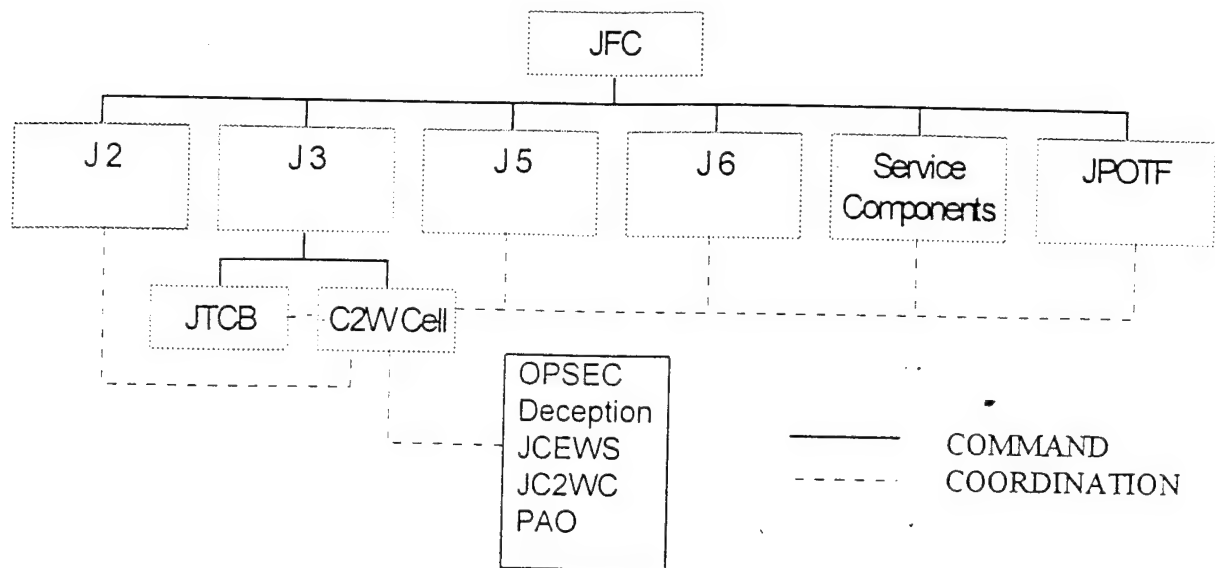 JFC
J2
J3
J5
J6
Service
Components
JPOTF
JTCB
C2W Cell
OPSEC
Deception
JCEWS
JC2WC
PAO
COMMAND
COORDINATION